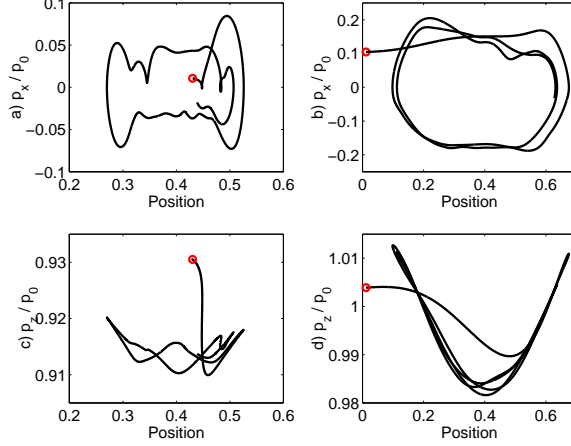 0.1
0.05
0
−0.05
−0.1
a) p_x / p_0
0.2 0.3 0.4 0.5 0.6
Position
0.2
0.1
0
−0.1
−0.2
b) p_x / p_0
0 0.2 0.4 0.6
Position
0.93
0.92
0.91
c) p_z / p_0
0.2 0.3 0.4 0.5 0.6
Position
1.01
1
0.99
0.98
d) p_z / p_0
0 0.2 0.4 0.6
Position